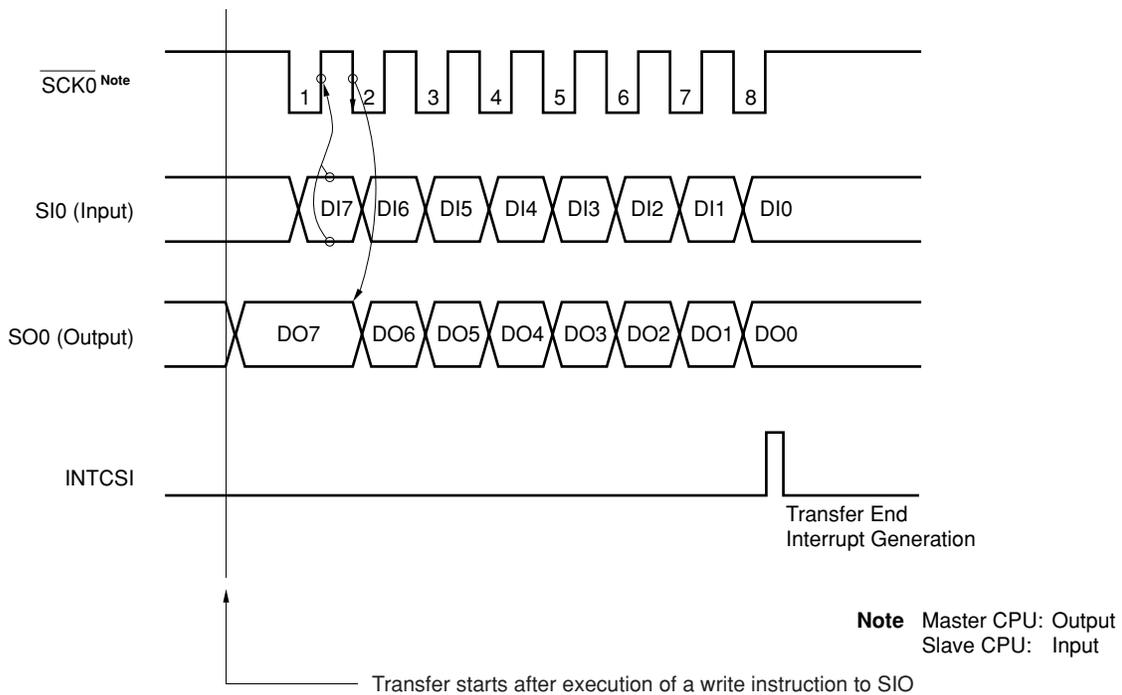 SCK0 Note
1 2 3 4 5 6 7 8
SI0 (Input)
DI7 DI6 DI5 DI4 DI3 DI2 DI1 DI0
SO0 (Output)
DO7 DO6 DO5 DO4 DO3 DO2 DO1 DO0
INTCSI
Transfer End
Interrupt Generation
Note Master CPU: Output
Slave CPU: Input
Transfer starts after execution of a write instruction to SIO